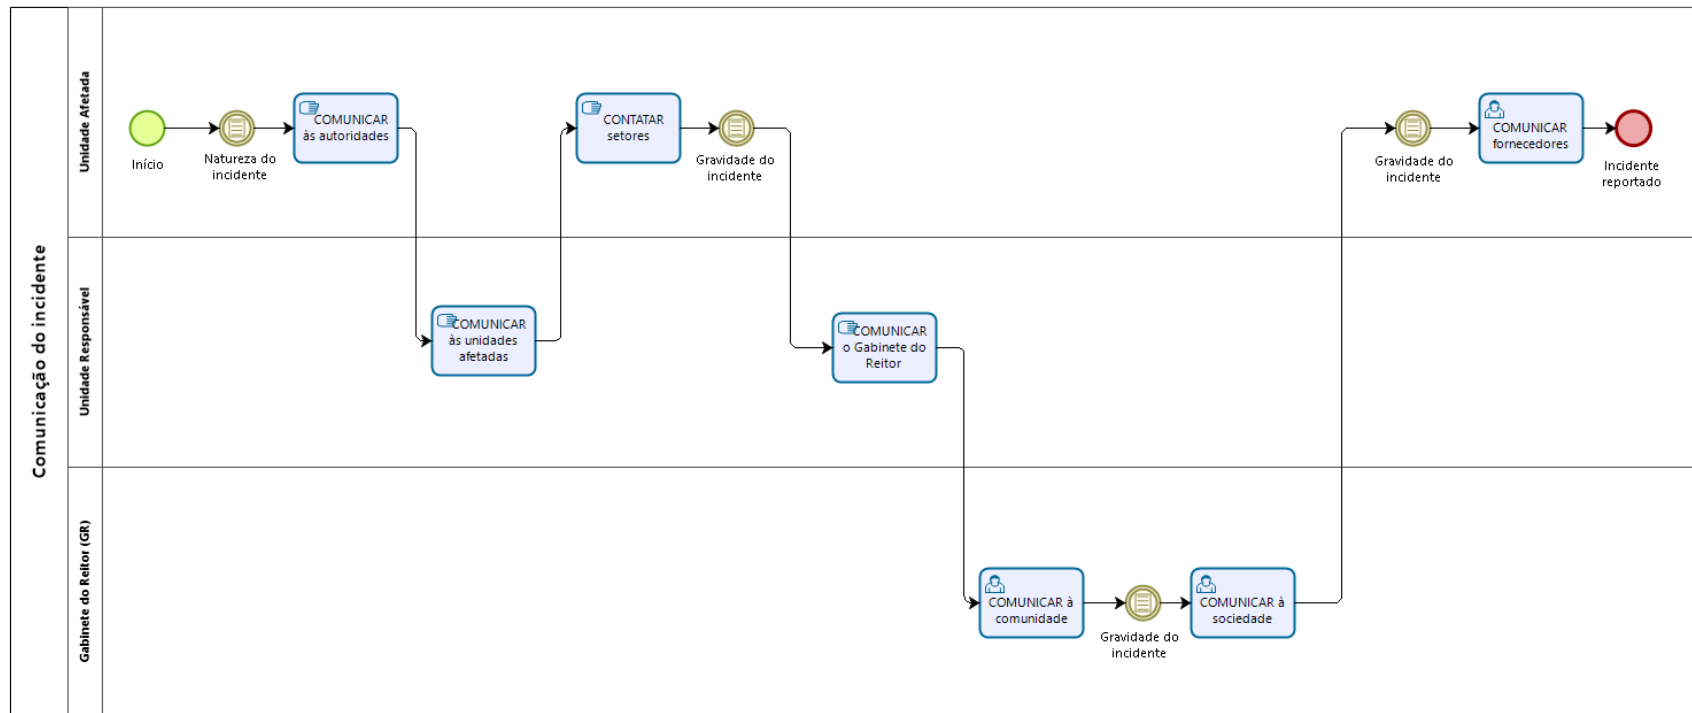 Comunicação do incidente
Unidade Afetada
Início
Natureza do
incidente
COMUNICAR
às autoridades
CONTATAR
setores
Gravidade do
incidente
Gravidade do
incidente
COMUNICAR
fornecedores
Incidente
reportado
Unidade Responsável
COMUNICAR
às unidades
afetadas
COMUNICAR
o Gabinete do
Reitor
Gabinete do Reitor (GR)
COMUNICAR à
comunidade
Gravidade do
incidente
COMUNICAR à
sociedade